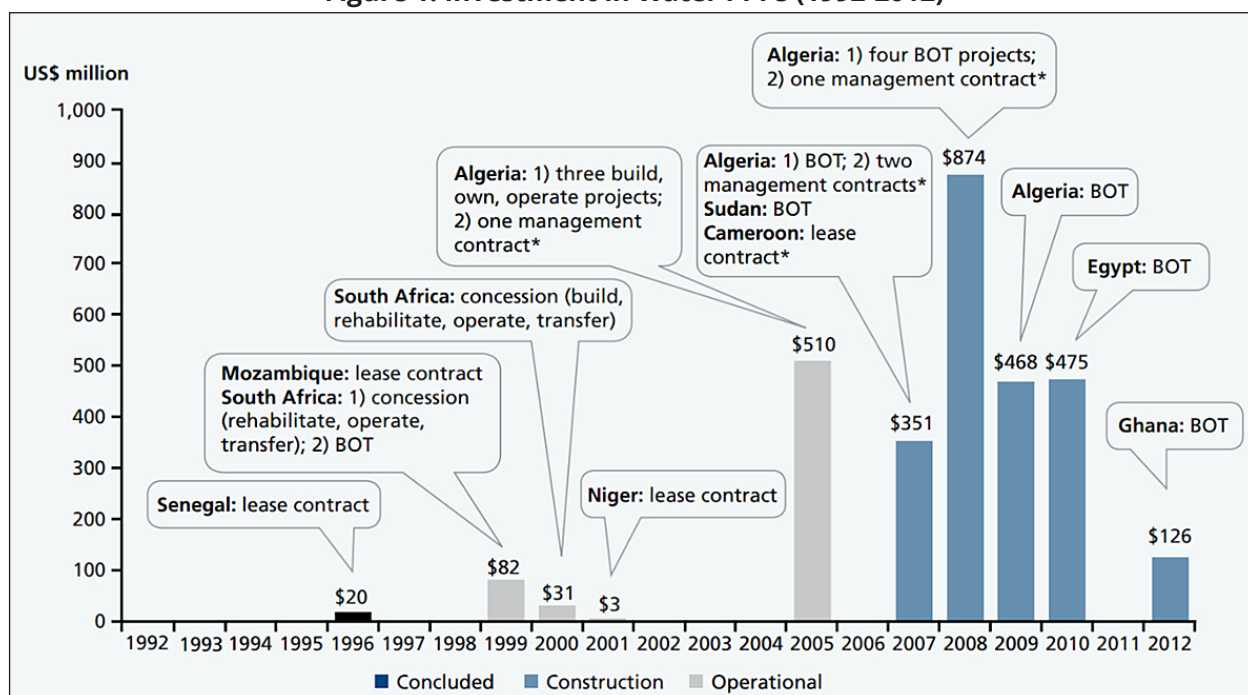 Figure 1: Investment in Water PPPs (1992-2012)
US$ million
1,000
900
800
700
600
500
400
300
200
100
0
Senegal: lease contract
$20
Mozambique: lease contract
South Africa: 1) concession
(rehabilitate, operate,
transfer); 2) BOT
$82
South Africa: concession (build,
rehabilitate, operate, transfer)
$31
Niger: lease contract
$3
Algeria: 1) three build,
own, operate projects;
2) one management
contract*
$510
Algeria: 1) BOT; 2) two
management contracts*
Sudan: BOT
Cameroon: lease
contract*
$351
Algeria: 1) four BOT projects;
2) one management contract*
$874
Algeria: BOT
$468
Egypt: BOT
$475
Ghana: BOT
$126
1992 1993 1994 1995 1996 1997 1998 1999 2000 2001 2002 2003 2004 2005 2006 2007 2008 2009 2010 2011 2012
Concluded Construction Operational